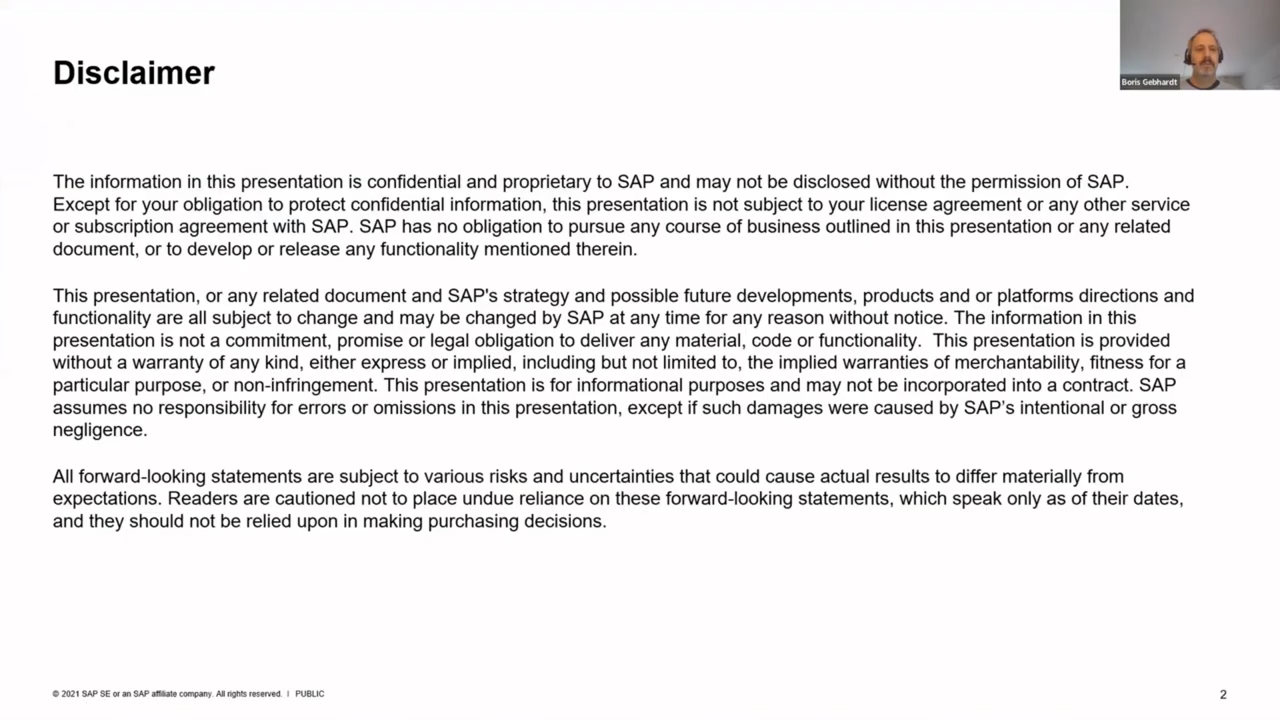 Disclaimer
Boris Gebhardt
The information in this presentation is confidential and proprietary to SAP and may not be disclosed without the permission of SAP.
Except for your obligation to protect confidential information, this presentation is not subject to your license agreement or any other service
or subscription agreement with SAP. SAP has no obligation to pursue any course of business outlined in this presentation or any related
document, or to develop or release any functionality mentioned therein.
This presentation, or any related document and SAP's strategy and possible future developments, products and or platforms directions and
functionality are all subject to change and may be changed by SAP at any time for any reason without notice. The information in this
presentation is not a commitment, promise or legal obligation to deliver any material, code or functionality.  This presentation is provided
without a warranty of any kind, either express or implied, including but not limited to, the implied warranties of merchantability, fitness for a
particular purpose, or non-infringement. This presentation is for informational purposes and may not be incorporated into a contract. SAP
assumes no responsibility for errors or omissions in this presentation, except if such damages were caused by SAP’s intentional or gross
negligence.
All forward-looking statements are subject to various risks and uncertainties that could cause actual results to differ materially from
expectations. Readers are cautioned not to place undue reliance on these forward-looking statements, which speak only as of their dates,
and they should not be relied upon in making purchasing decisions.
© 2021 SAP SE or an SAP affiliate company. All rights reserved. | PUBLIC
2